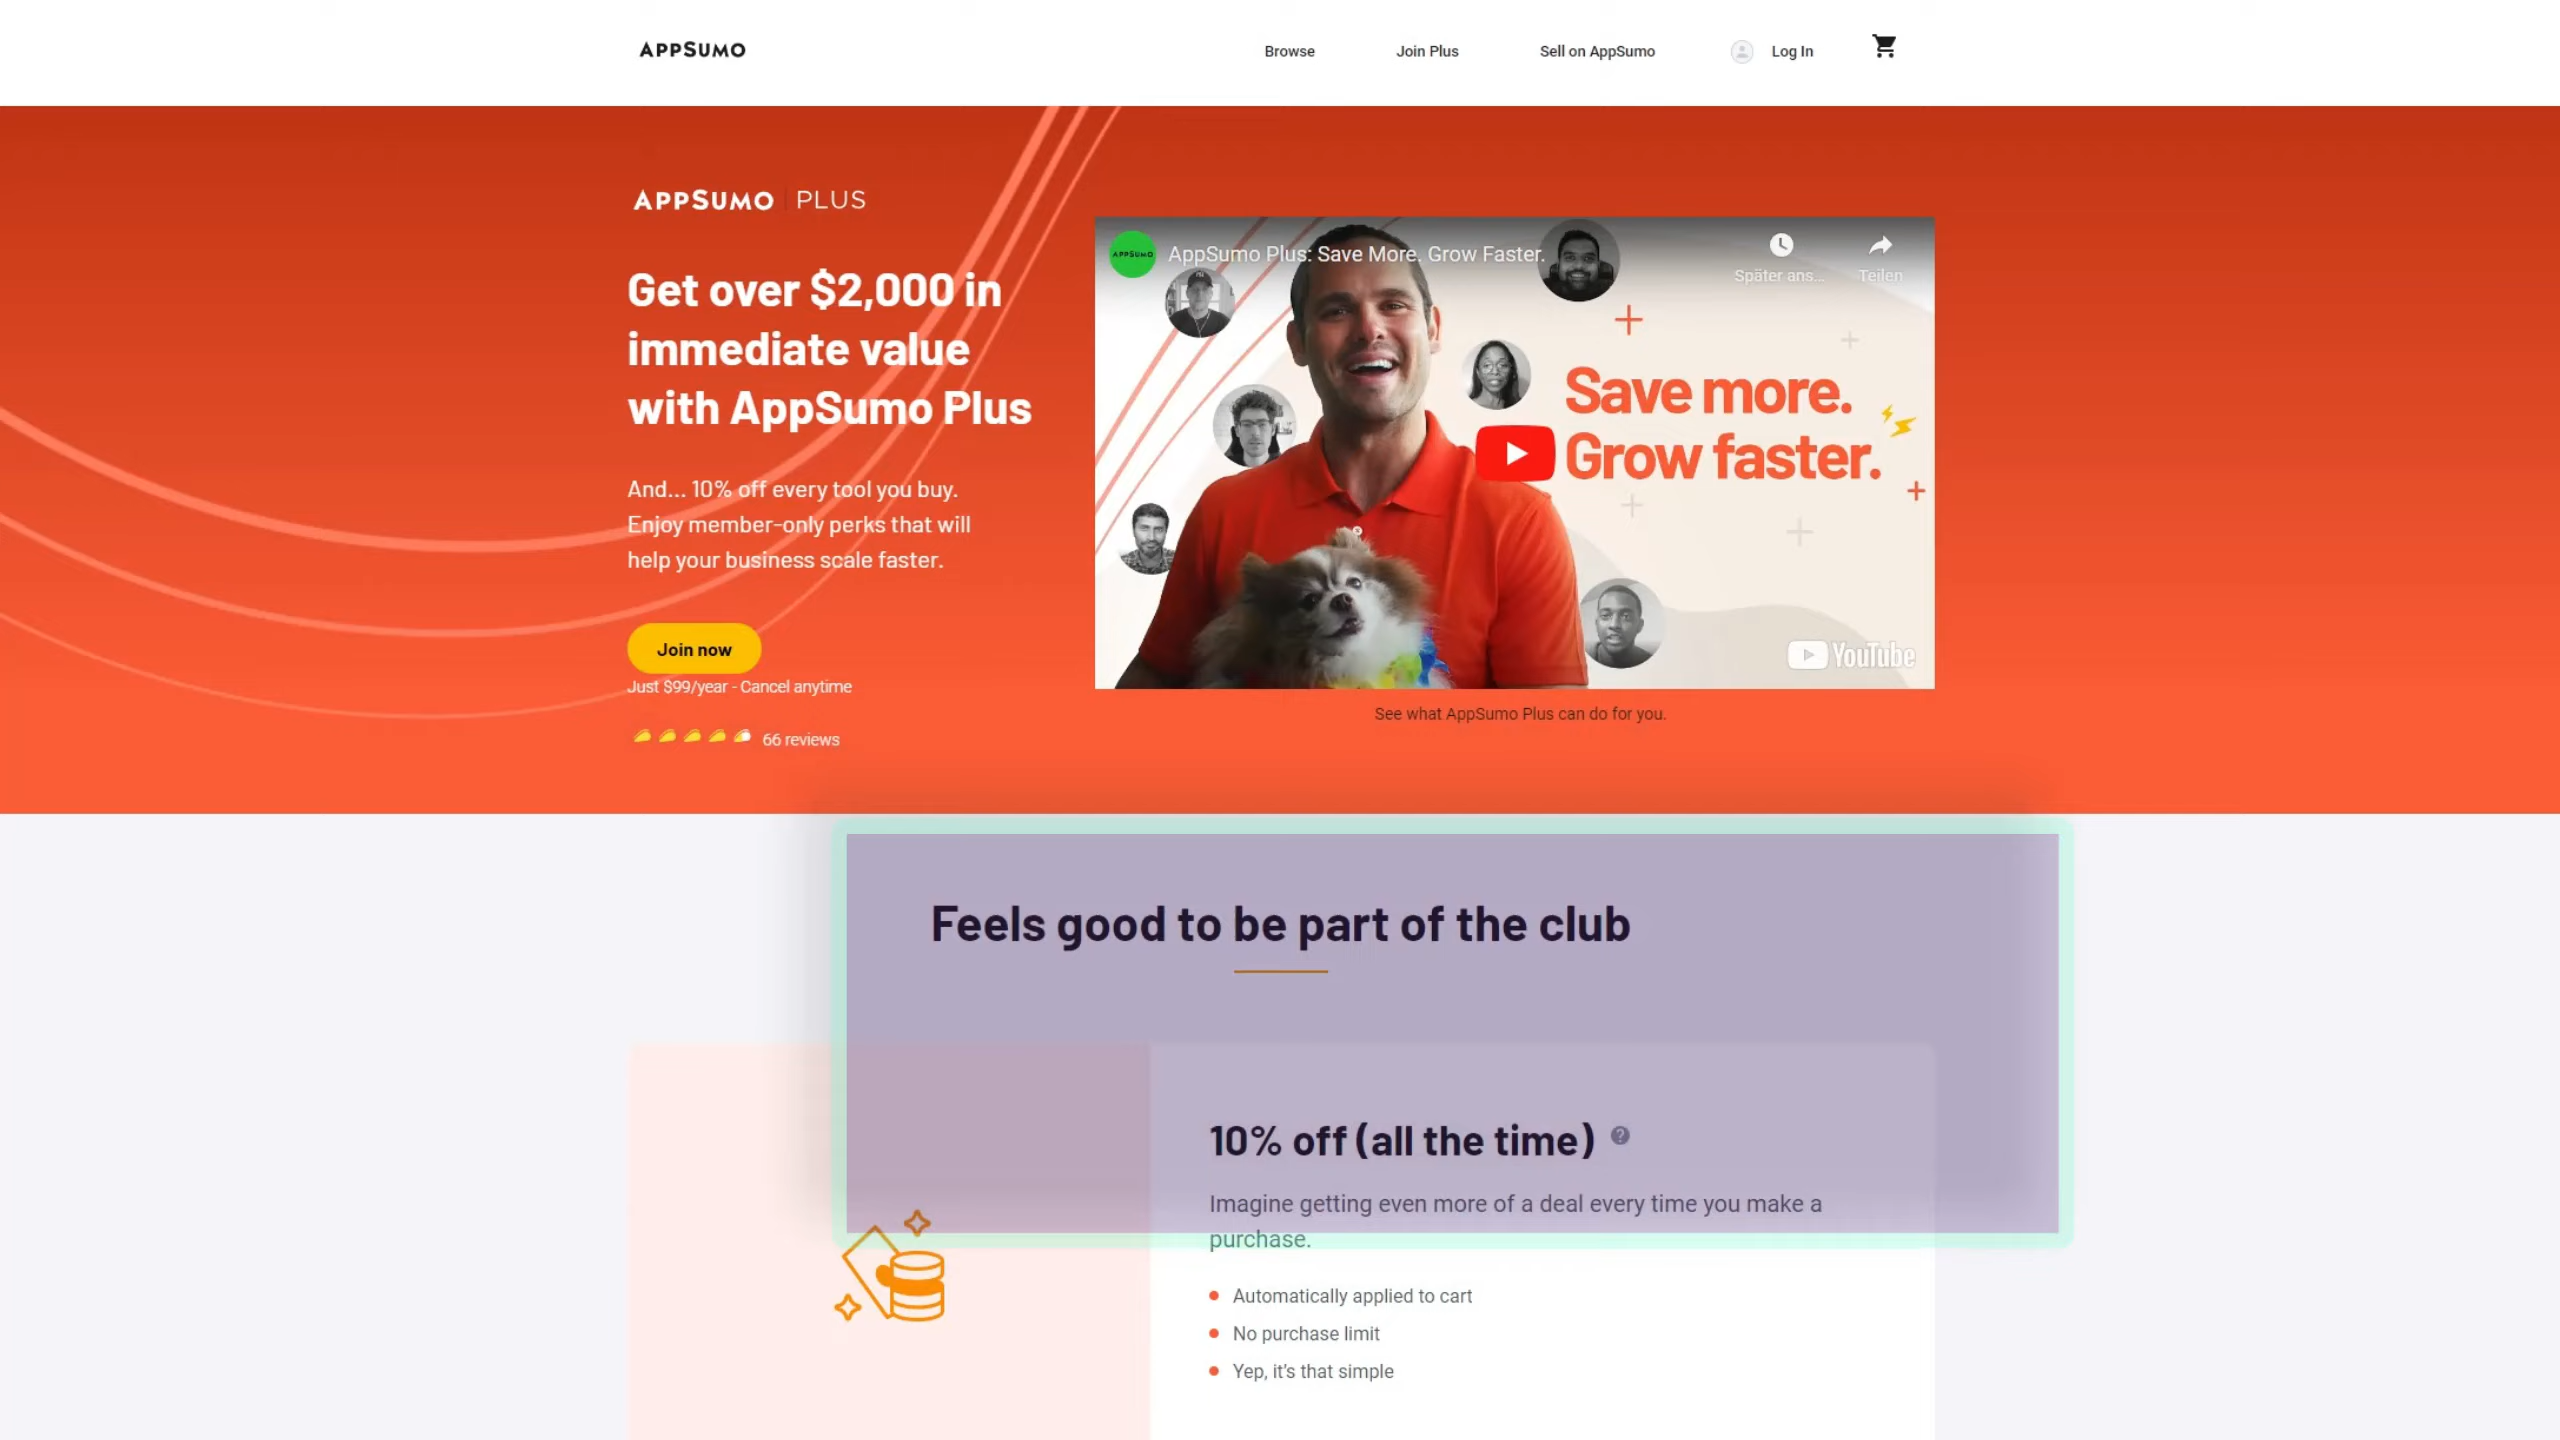 APPSUMO
Browse
Join Plus
Sell on AppSumo
Log In
APPSUMO | PLUS
Get over $2,000 in
immediate value
with AppSumo Plus
And... 10% off every tool you buy.
Enjoy member-only perks that will
help your business scale faster.
Join now
Just $99/year - Cancel anytime
66 reviews
APPSUMO
AppSumo Plus: Save More. Grow Faster.
Später ans...
Teilen
Save more.
Grow faster.
YouTube
See what AppSumo Plus can do for you.
Feels good to be part of the club
10% off (all the time) ?
Imagine getting even more of a deal every time you make a
purchase.
Automatically applied to cart
No purchase limit
Yep, it's that simple